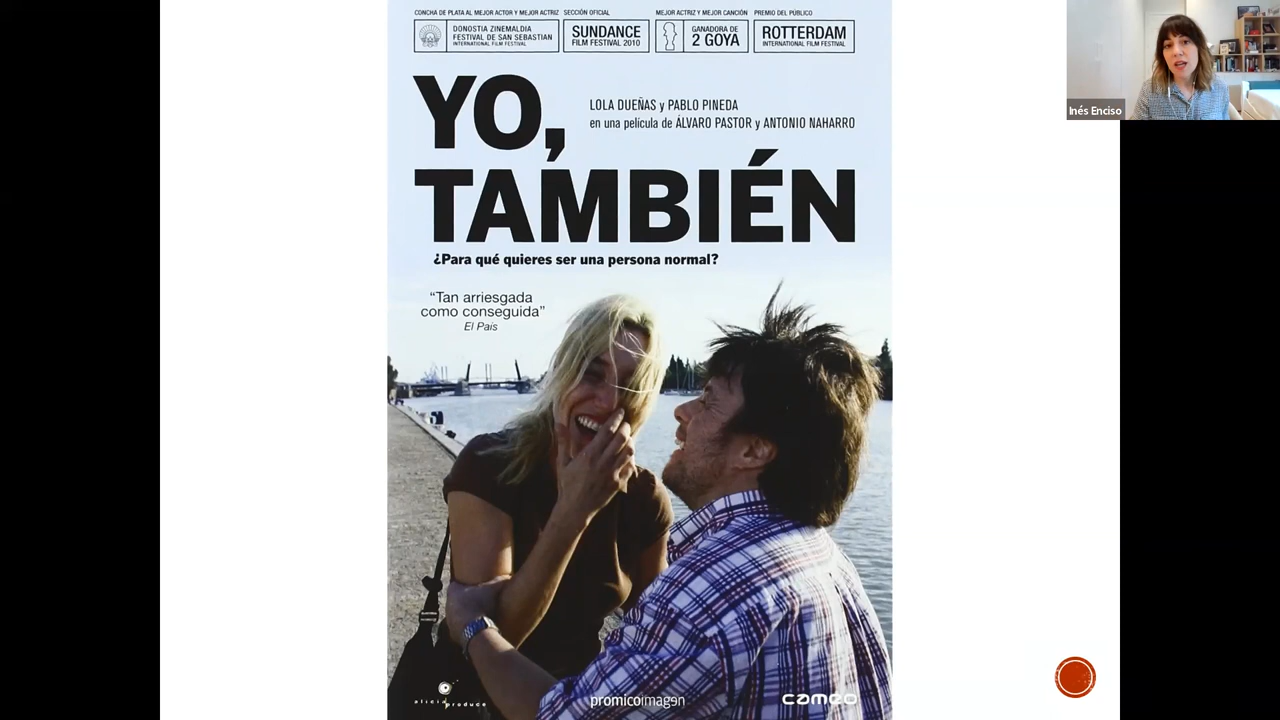 CONCHA DE PLATA AL MEJOR ACTOR Y MEJOR ACTRIZ
SECCIÓN OFICIAL
MEJOR ACTRIZ Y MEJOR CANCIÓN
PREMIO DEL PÚBLICO
DONOSTIA ZINEMALDIA
FESTIVAL DE SAN SEBASTIAN
INTERNATIONAL FILM FESTIVAL
SUNDANCE
FILM FESTIVAL 2010
GANADORA DE
2 GOYA
ROTTERDAM
INTERNATIONAL FILM FESTIVAL
YO,
LOLA DUEÑAS y PABLO PINEDA
en una película de ÁLVARO PASTOR y ANTONIO NAHARRO
TAMBIÉN
¿Para qué quieres ser una persona normal?
“Tan arriesgada
como conseguida”
El País
alicia produce
promicoimagen
cameo
Inés Enciso